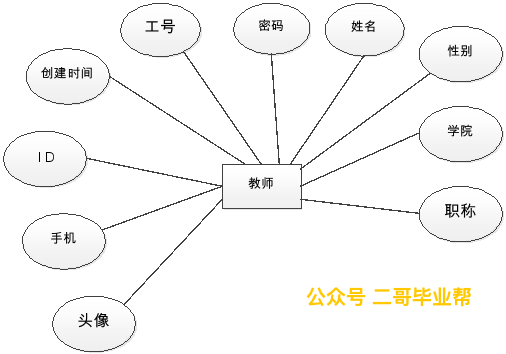 工号
密码
姓名
性别
创建时间
学院
ID
教师
职称
手机
头像
公众号 二哥毕业帮